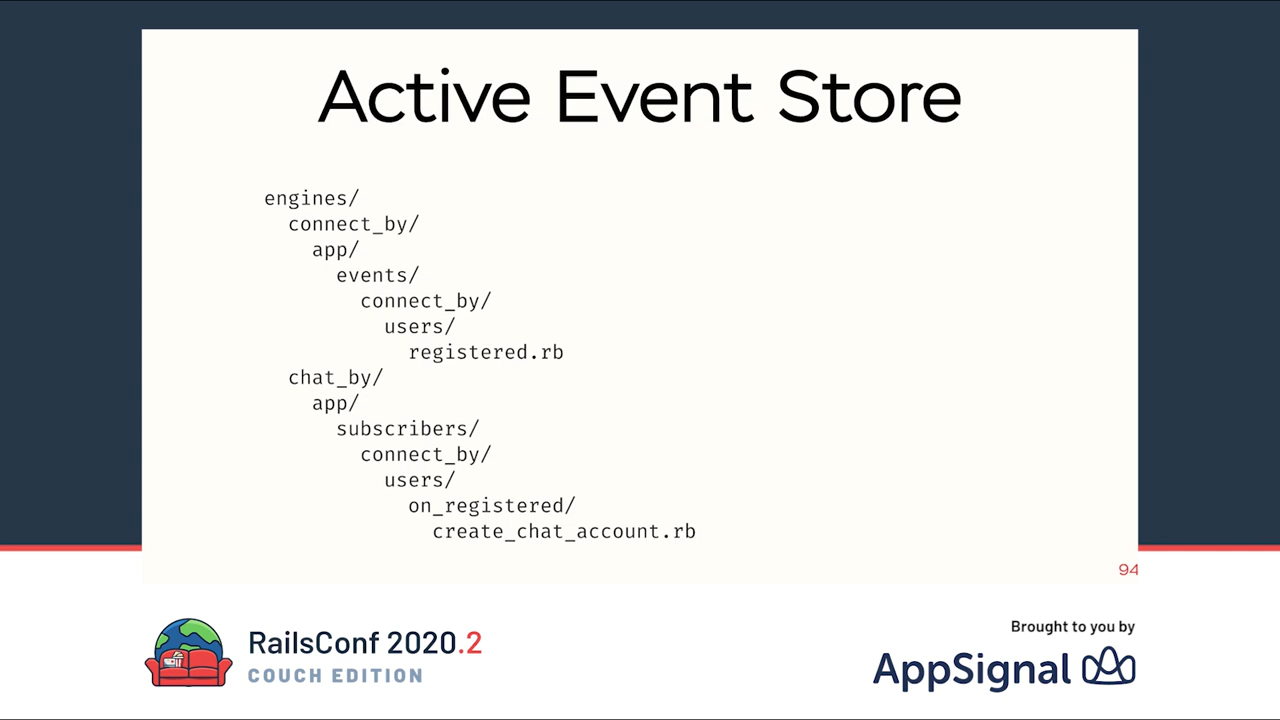 Active Event Store
engines/
connect_by/
app/
events/
connect_by/
users/
registered.rb
chat_by/
app/
subscribers/
connect_by/
users/
on_registered/
create_chat_account.rb
94
RailsConf 2020.2
COUCH EDITION
Brought to you by
AppSignal